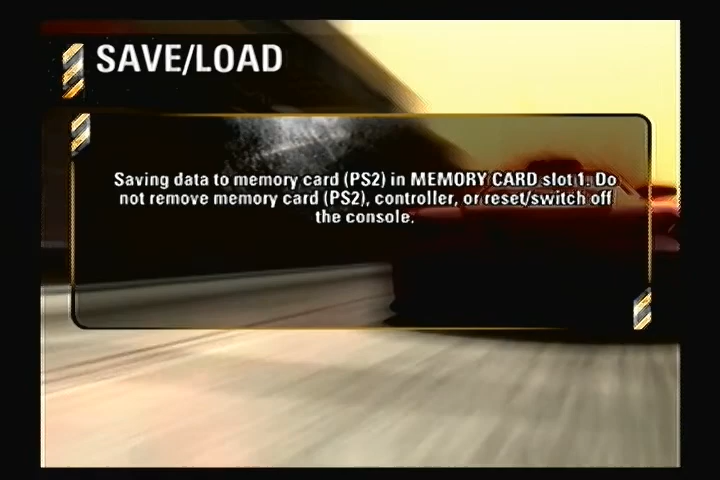 SAVE/LOAD
Saving data to memory card (PS2) in MEMORY CARD slot 1. Do
not remove memory card (PS2), controller, or reset/switch off
the console.